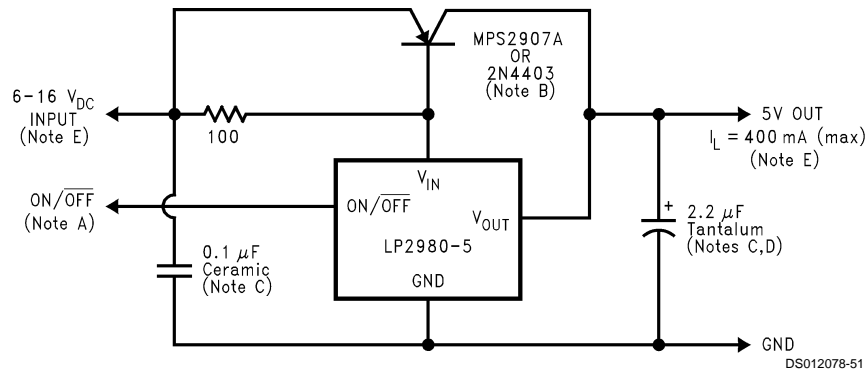 MPS2907A
OR
2N4403
(Note B)
6-16 V_DC
INPUT
(Note E)
100
5V OUT
I_L = 400 mA (max)
(Note E)
V_IN
ON/O̅F̅F̅
(Note A)
ON/O̅F̅F̅
V_OUT
LP2980-5
GND
0.1 μF
Ceramic
(Note C)
+
2.2 μF
Tantalum
(Notes C,D)
GND
DS012078-51